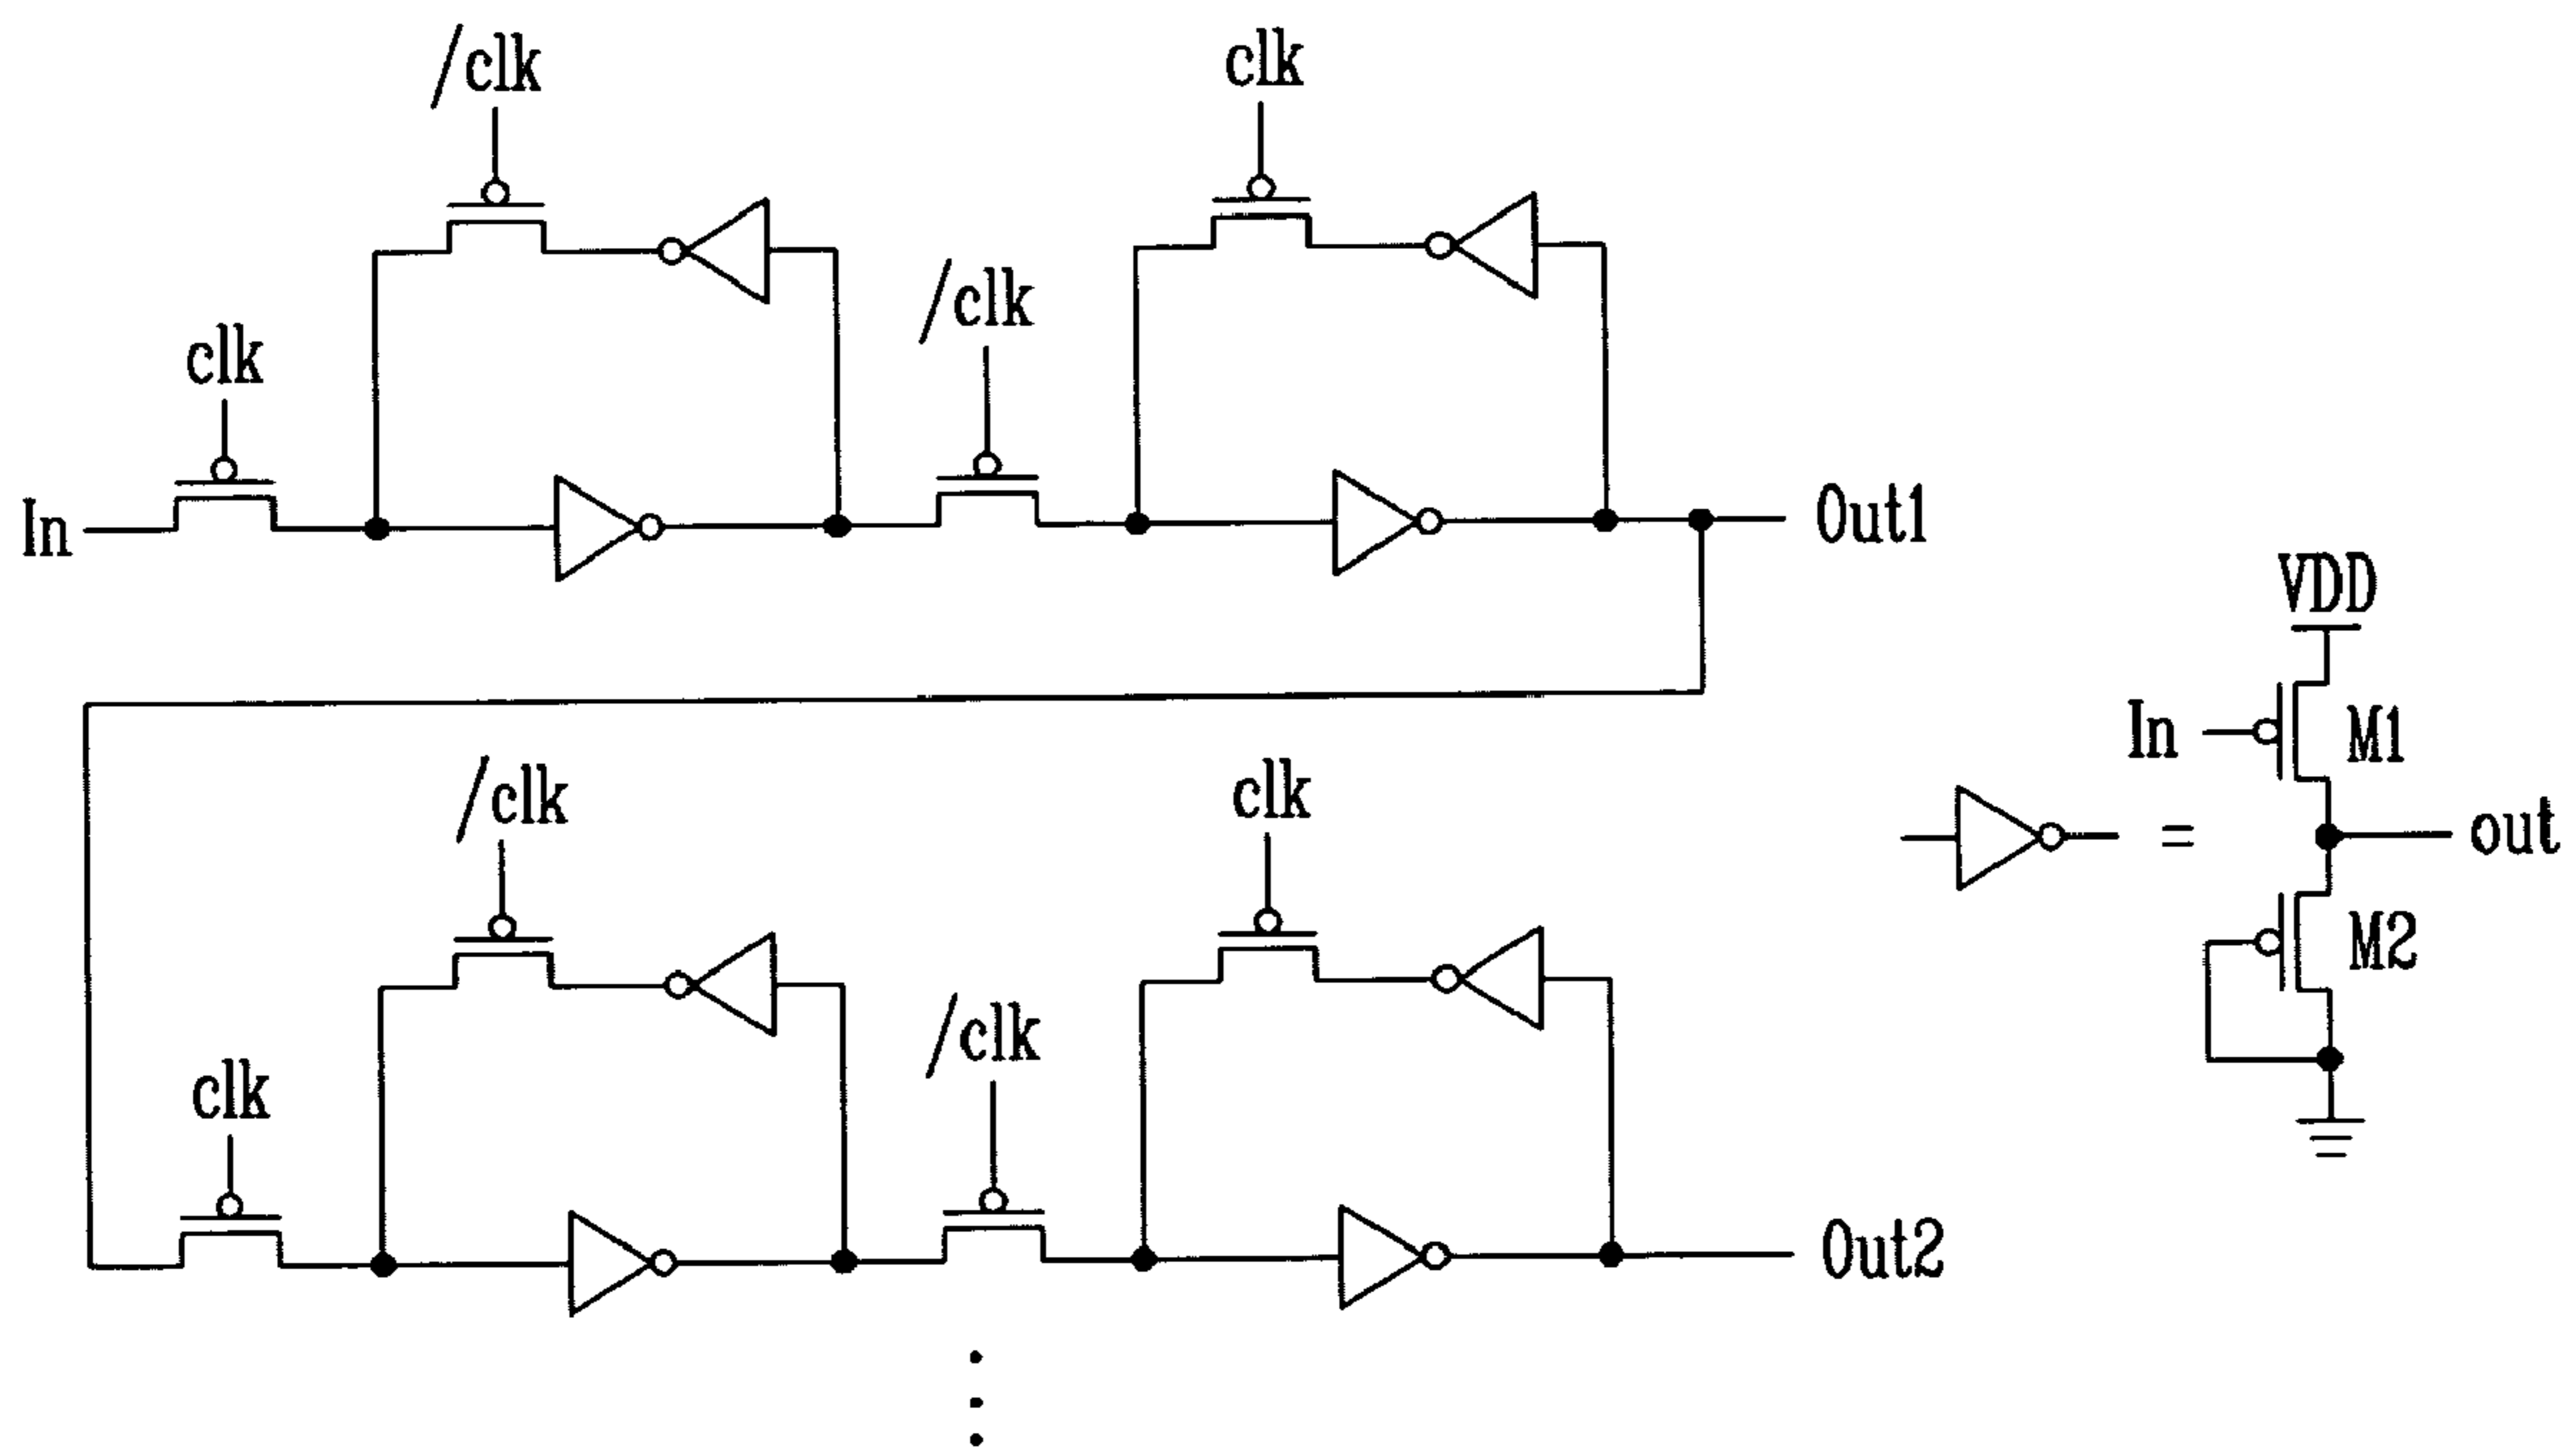 /clk
clk
/clk
clk
In
Out1
VDD
In
M1
/clk
clk
=
out
M2
/clk
clk
Out2